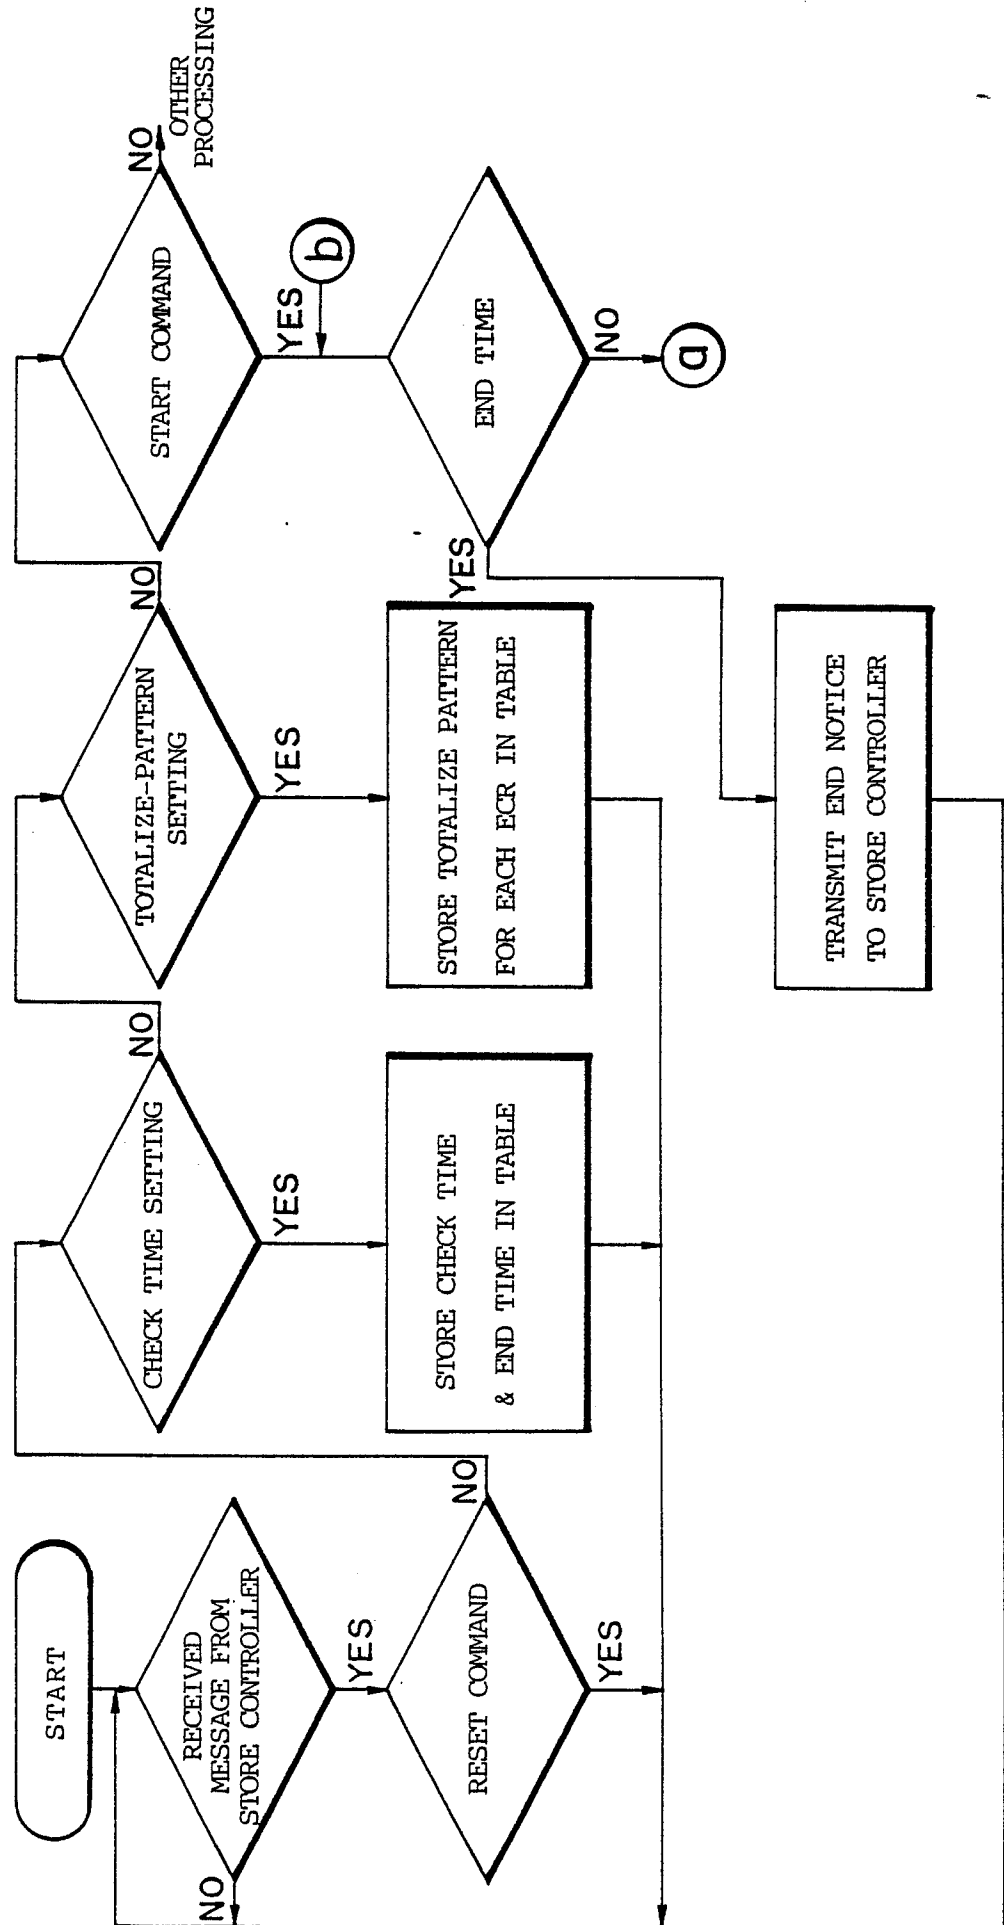 START
RECEIVED
MESSAGE FROM
STORE CONTROLLER
NO
YES
RESET COMMAND
NO
YES
CHECK TIME SETTING
NO
YES
STORE CHECK TIME
& END TIME IN TABLE
TOTALIZE-PATTERN
SETTING
NO
YES
STORE TOTALIZE PATTERN
FOR EACH ECR IN TABLE
START COMMAND
NO
OTHER
PROCESSING
YES
b
END TIME
YES
NO
a
TRANSMIT END NOTICE
TO STORE CONTROLLER